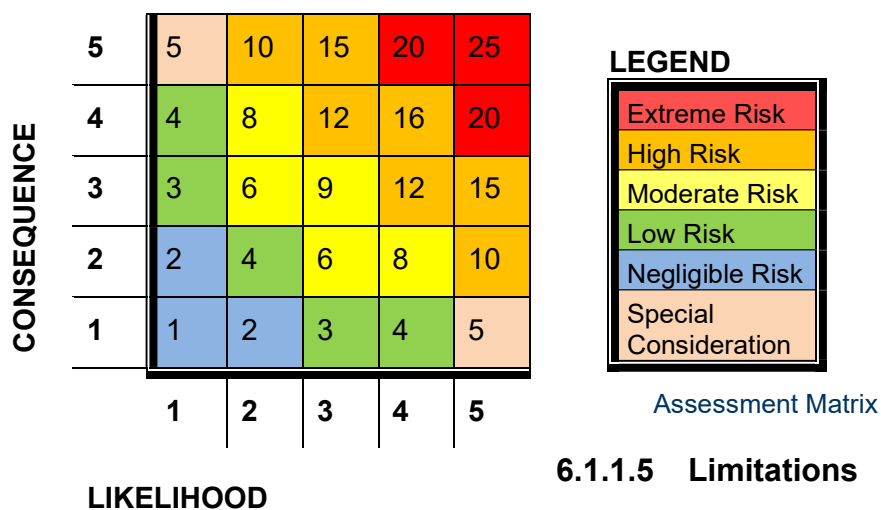 CONSEQUENCE
5 5 10 15 20 25
4 4 8 12 16 20
3 3 6 9 12 15
2 2 4 6 8 10
1 1 2 3 4 5
1 2 3 4 5
LIKELIHOOD
LEGEND
Extreme Risk
High Risk
Moderate Risk
Low Risk
Negligible Risk
Special
Consideration
Assessment Matrix
6.1.1.5 Limitations